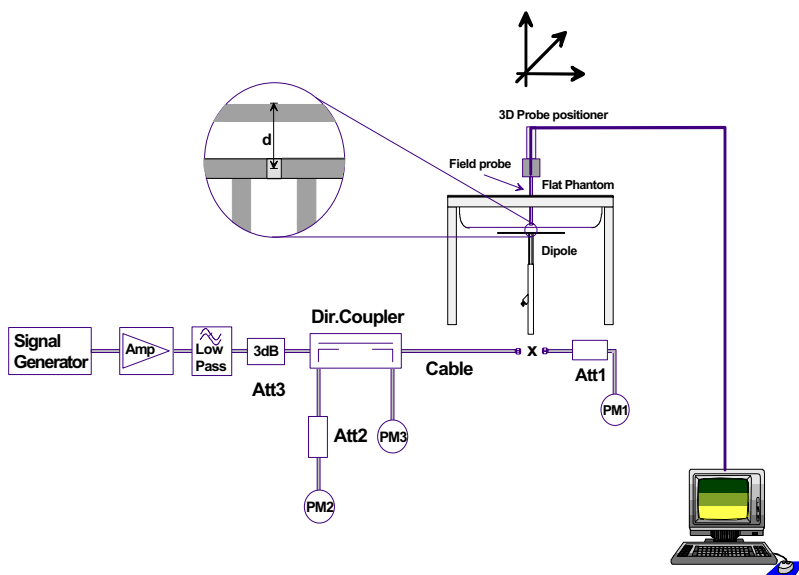 3D Probe positioner
d
Field probe
Flat Phantom
Dipole
Dir.Coupler
Signal
Generator
Amp
Low
Pass
3dB
Att3
Cable
x
Att1
PM1
Att2
PM3
PM2